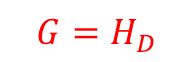 G = H_D